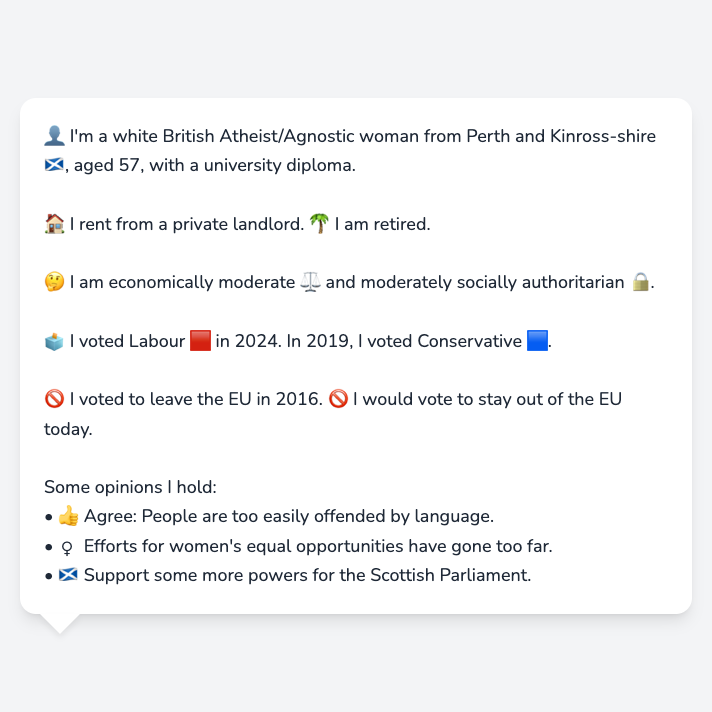 👤 I'm a white British Atheist/Agnostic woman from Perth and Kinross-shire
🏴󠁧󠁢󠁳󠁣󠁴󠁿, aged 57, with a university diploma.
🏠 I rent from a private landlord. 🌴 I am retired.
🤔 I am economically moderate ⚖️ and moderately socially authoritarian 🔒.
🗳️ I voted Labour 🟥 in 2024. In 2019, I voted Conservative 🟦.
🚫 I voted to leave the EU in 2016. 🚫 I would vote to stay out of the EU
today.
Some opinions I hold:
• 👍 Agree: People are too easily offended by language.
• ♀ Efforts for women's equal opportunities have gone too far.
• 🏴󠁧󠁢󠁳󠁣󠁴󠁿 Support some more powers for the Scottish Parliament.